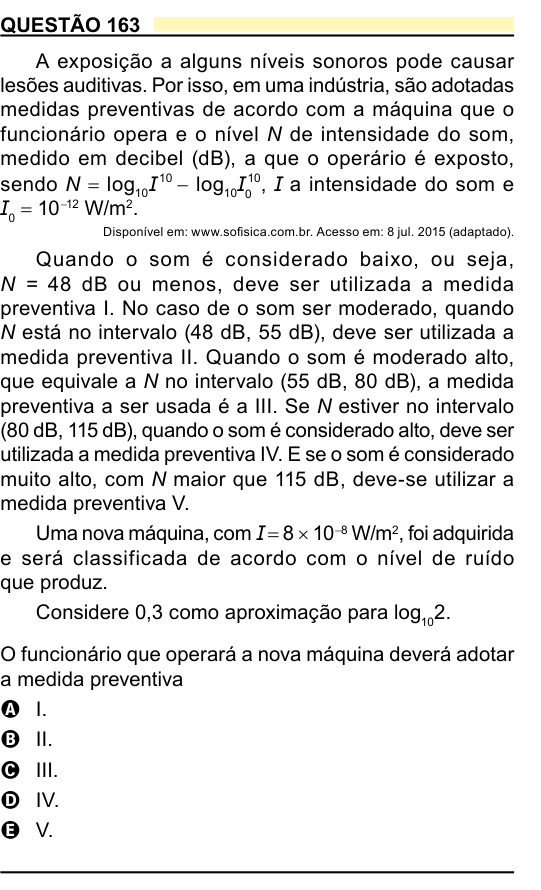 QUESTÃO 163
A exposição a alguns níveis sonoros pode causar
lesões auditivas. Por isso, em uma indústria, são adotadas
medidas preventivas de acordo com a máquina que o
funcionário opera e o nível N de intensidade do som,
medido em decibel (dB), a que o operário é exposto,
sendo N = log₁₀I¹⁰ − log₁₀I₀¹⁰, I a intensidade do som e
I₀ = 10⁻¹² W/m².
Disponível em: www.sofisica.com.br. Acesso em: 8 jul. 2015 (adaptado).
Quando o som é considerado baixo, ou seja,
N = 48 dB ou menos, deve ser utilizada a medida
preventiva I. No caso de o som ser moderado, quando
N está no intervalo (48 dB, 55 dB), deve ser utilizada a
medida preventiva II. Quando o som é moderado alto,
que equivale a N no intervalo (55 dB, 80 dB), a medida
preventiva a ser usada é a III. Se N estiver no intervalo
(80 dB, 115 dB), quando o som é considerado alto, deve ser
utilizada a medida preventiva IV. E se o som é considerado
muito alto, com N maior que 115 dB, deve-se utilizar a
medida preventiva V.
Uma nova máquina, com I = 8 × 10⁻⁸ W/m², foi adquirida
e será classificada de acordo com o nível de ruído
que produz.
Considere 0,3 como aproximação para log₁₀2.
O funcionário que operará a nova máquina deverá adotar
a medida preventiva
A I.
B II.
C III.
D IV.
E V.